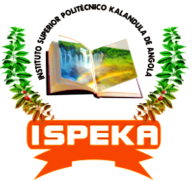 INSTITUTO SUPERIOR POLITÉCNICO KALANDULA DE ANGOLA
ISPEKA